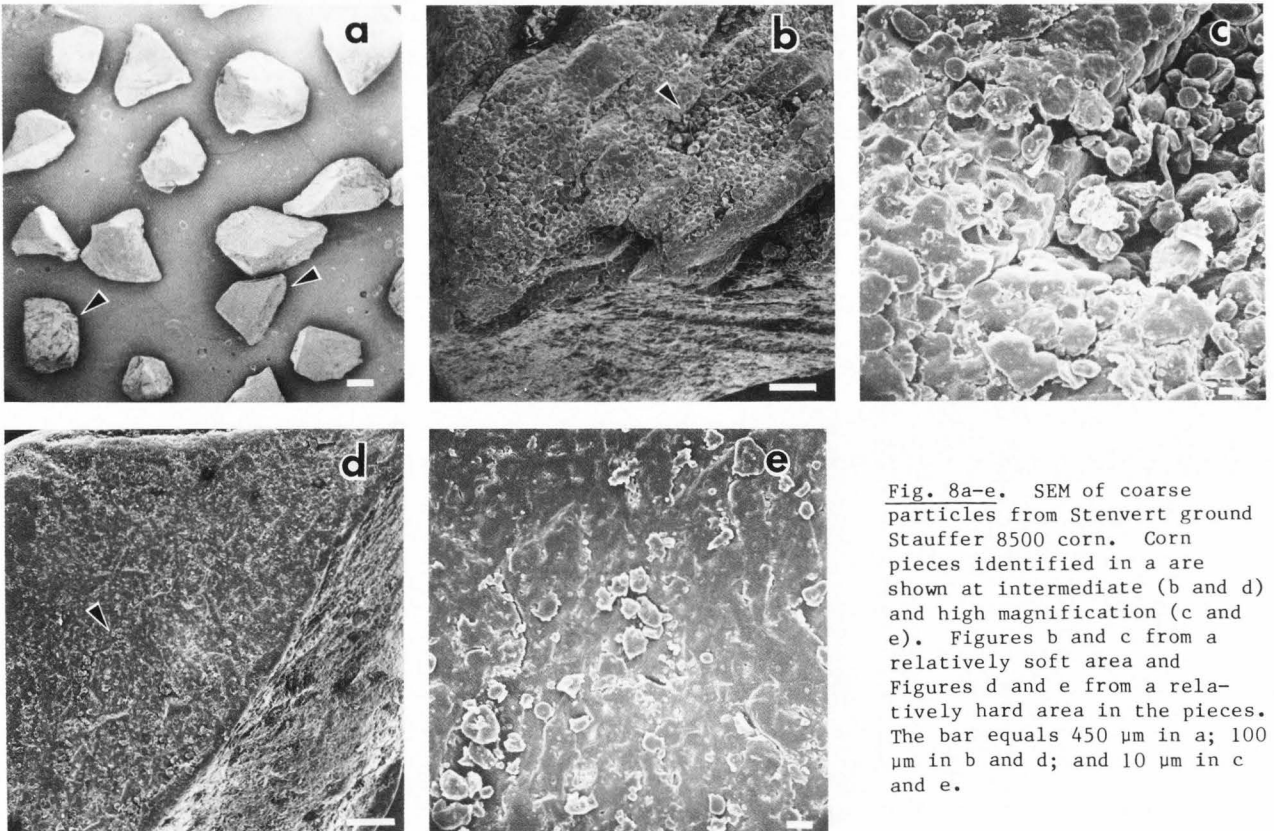 a
b
c
d
e
Fig. 8a-e. SEM of coarse
particles from Stenvert ground
Stauffer 8500 corn. Corn
pieces identified in a are
shown at intermediate (b and d)
and high magnification (c and
e). Figures b and c from a
relatively soft area and
Figures d and e from a rela-
tively hard area in the pieces.
The bar equals 450 µm in a; 100
µm in b and d; and 10 µm in c
and e.